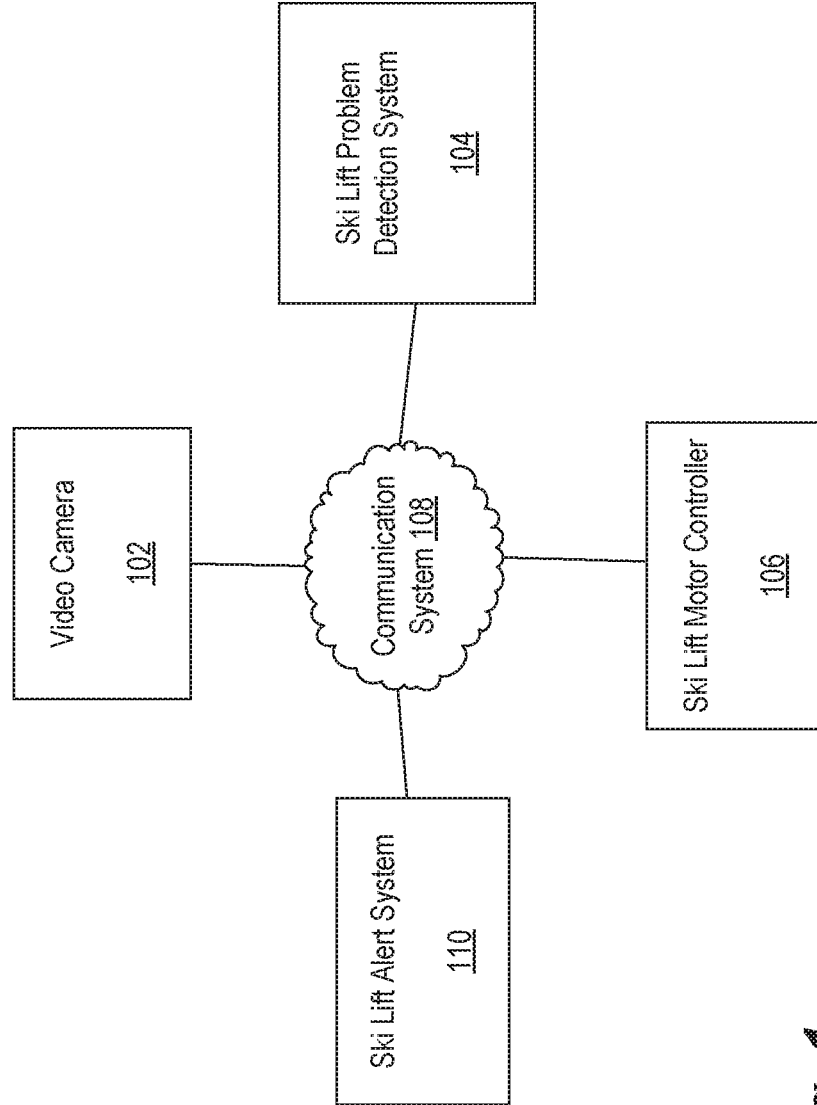 Video Camera
102
Ski Lift Problem
Detection System
104
Communication
System 108
Ski Lift Alert System
110
Ski Lift Motor Controller
106